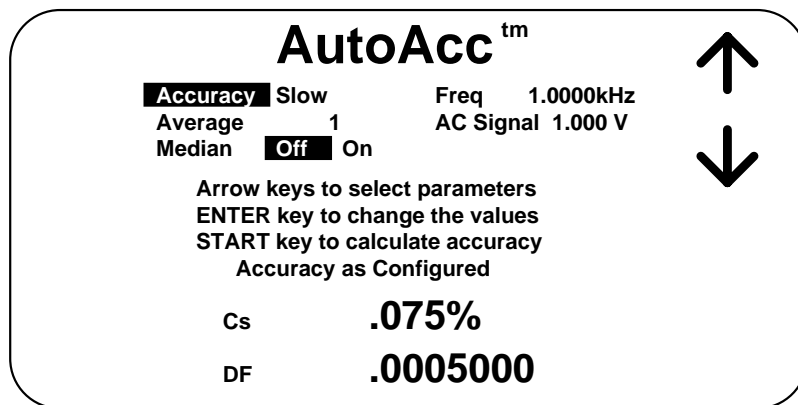 AutoAcc tm
Accuracy Slow Freq 1.0000kHz
Average 1 AC Signal 1.000 V
Median Off On
Arrow keys to select parameters
ENTER key to change the values
START key to calculate accuracy
Accuracy as Configured
Cs .075%
DF .0005000